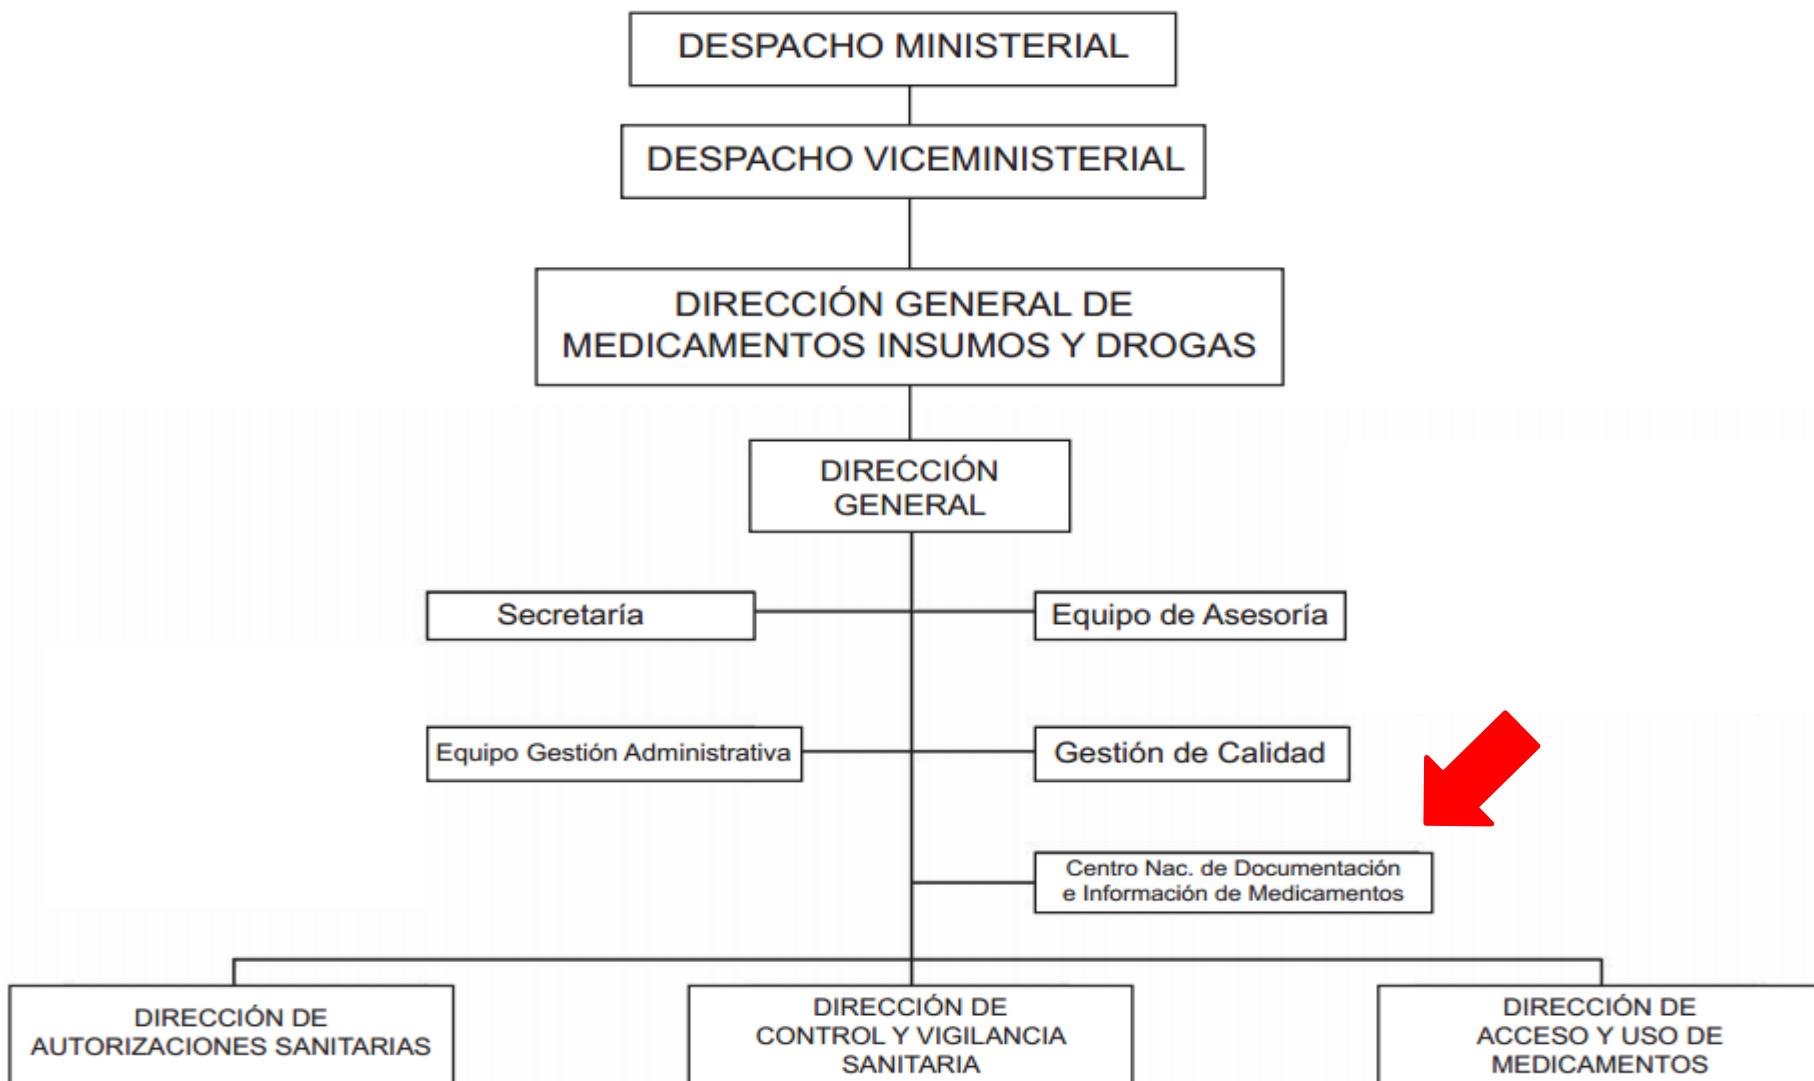 DESPACHO MINISTERIAL
DESPACHO VICEMINISTERIAL
DIRECCIÓN GENERAL DE
MEDICAMENTOS INSUMOS Y DROGAS
DIRECCIÓN
GENERAL
Secretaría
Equipo de Asesoría
Equipo Gestión Administrativa
Gestión de Calidad
Centro Nac. de Documentación
e Información de Medicamentos
DIRECCIÓN DE
AUTORIZACIONES SANITARIAS
DIRECCIÓN DE
CONTROL Y VIGILANCIA
SANITARIA
DIRECCIÓN DE
ACCESO Y USO DE
MEDICAMENTOS